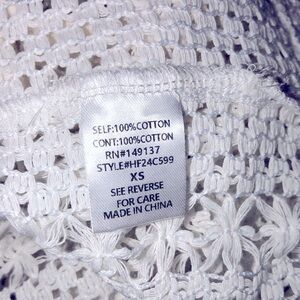 SELF:100%COTTON
CONT:100%COTTON
RN#149137
STYLE#HF24C599
XS
SEE REVERSE
FOR CARE
MADE IN CHINA